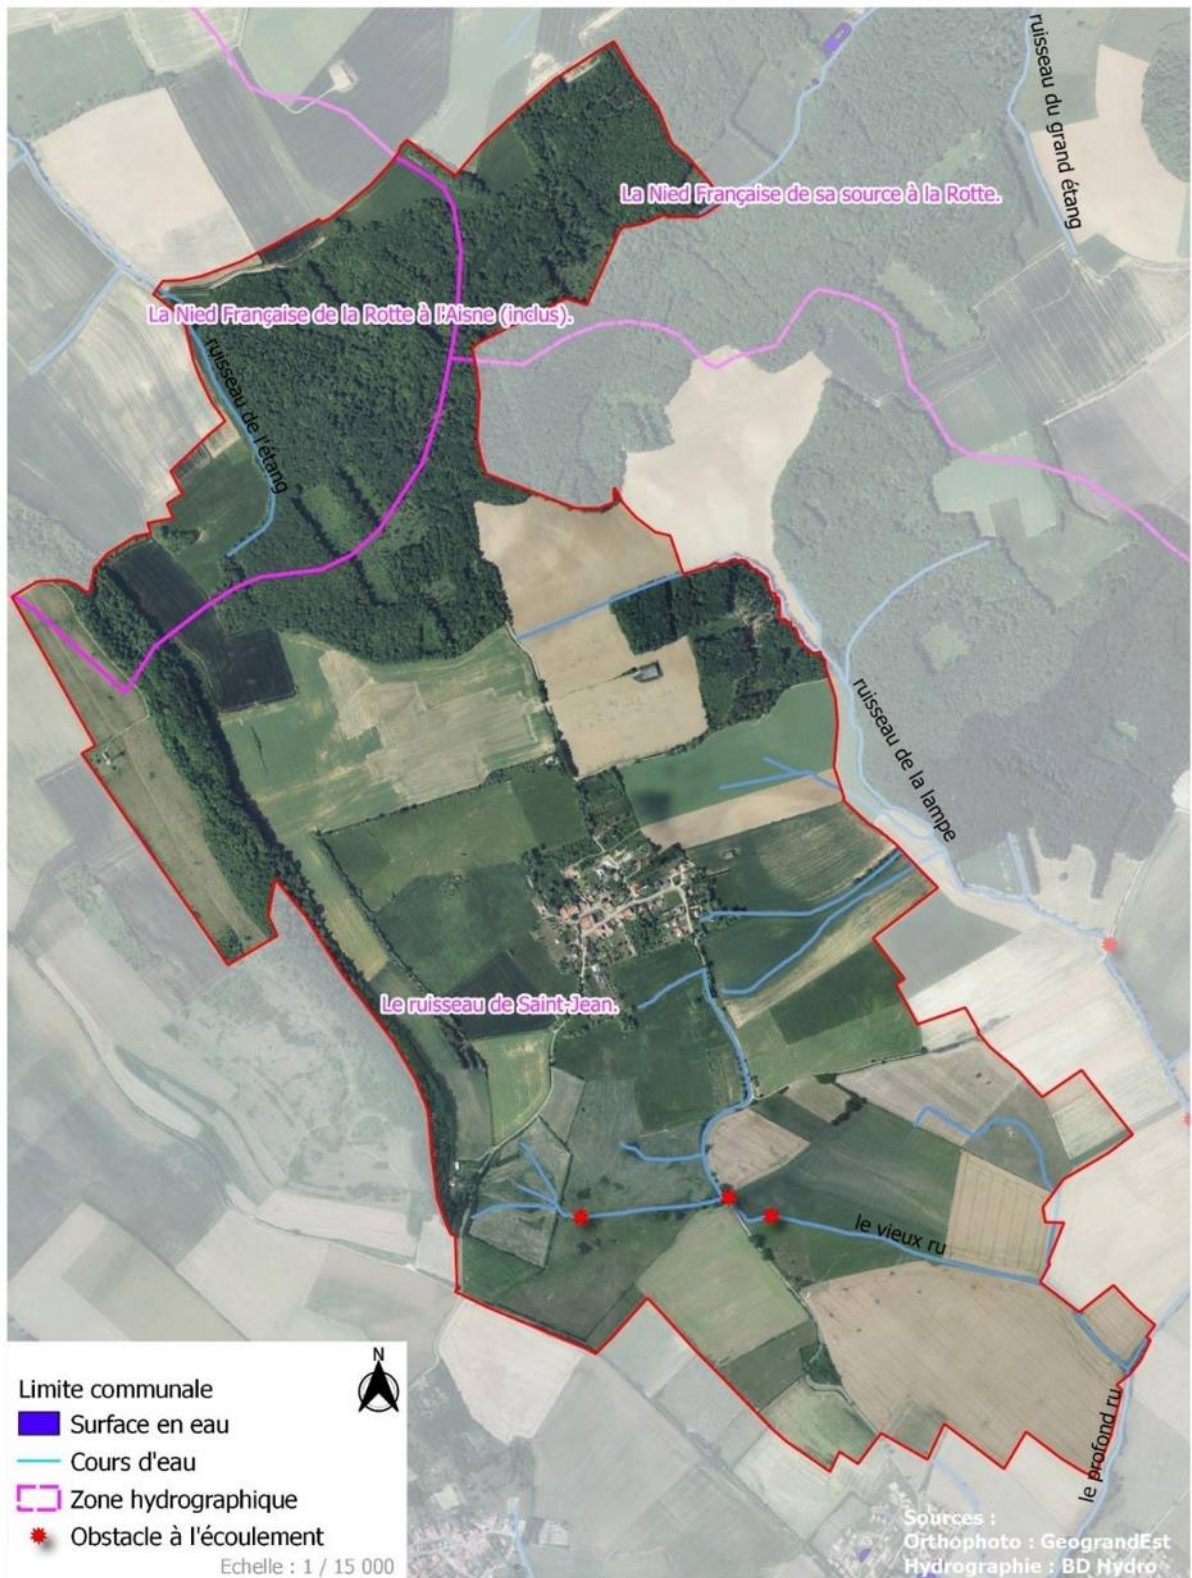 ruisseau du grand étang
La Nied Française de sa source à la Rotte.
La Nied Française de la Rotte à l'Aisne (inclus).
ruisseau de l'étang
ruisseau de la lampe
Le ruisseau de Saint-Jean.
le vieux ru
le profond ru
N
Limite communale
Surface en eau
Cours d'eau
Zone hydrographique
Obstacle à l'écoulement
Echelle : 1 / 15 000
Sources :
Orthophoto : GeograndEst
Hydrographie : BD Hydro